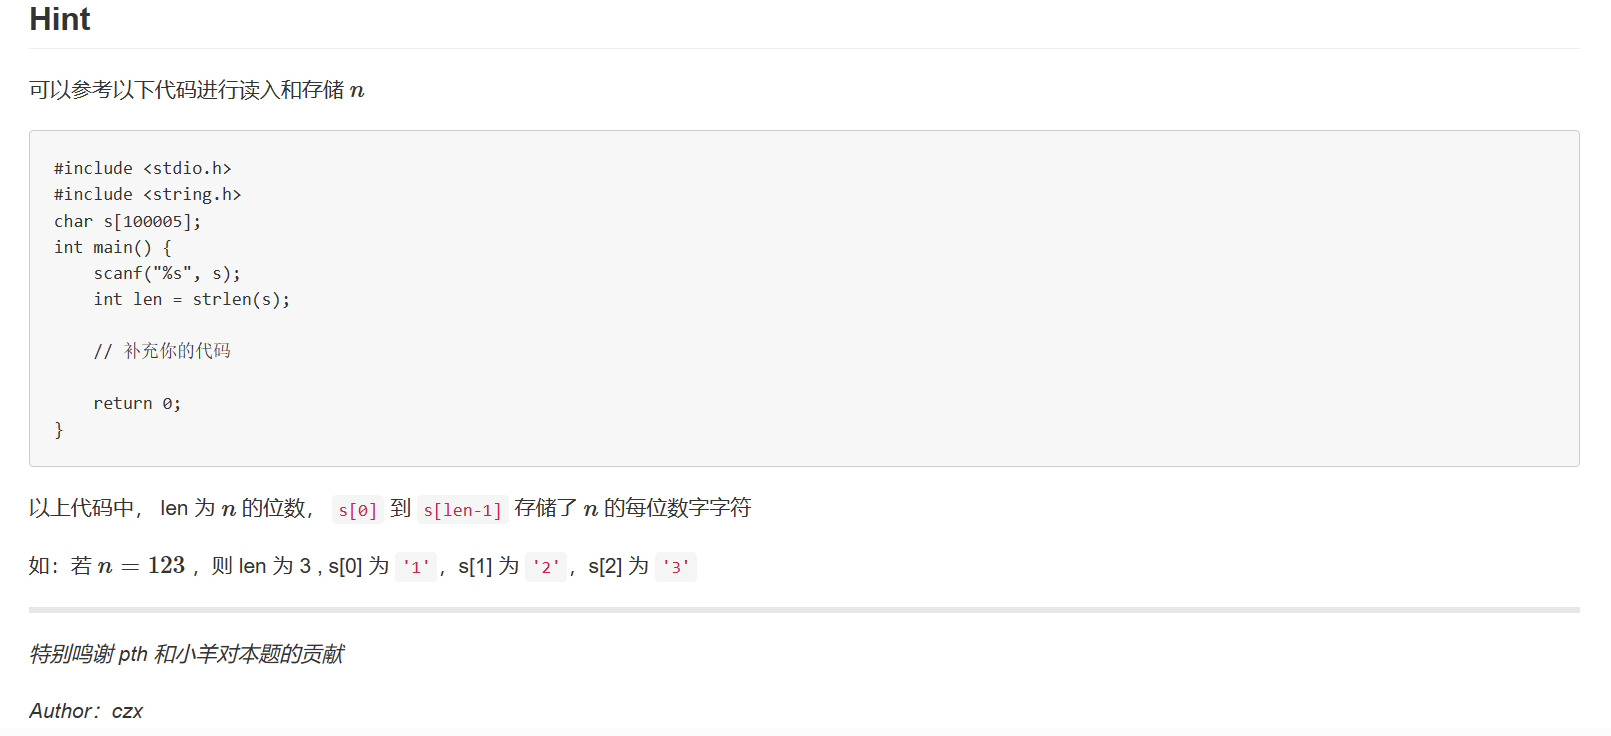 Hint
可以参考以下代码进行读入和存储 n
#include <stdio.h>
#include <string.h>
char s[100005];
int main() {
    scanf("%s", s);
    int len = strlen(s);
    // 补充你的代码
    return 0;
}
以上代码中， len 为 n 的位数， s[0] 到 s[len-1] 存储了 n 的每位数字字符
如：若 n = 123 ，则 len 为 3 , s[0] 为 '1' ，s[1] 为 '2' ，s[2] 为 '3'
特别鸣谢 pth 和小羊对本题的贡献
Author：czx